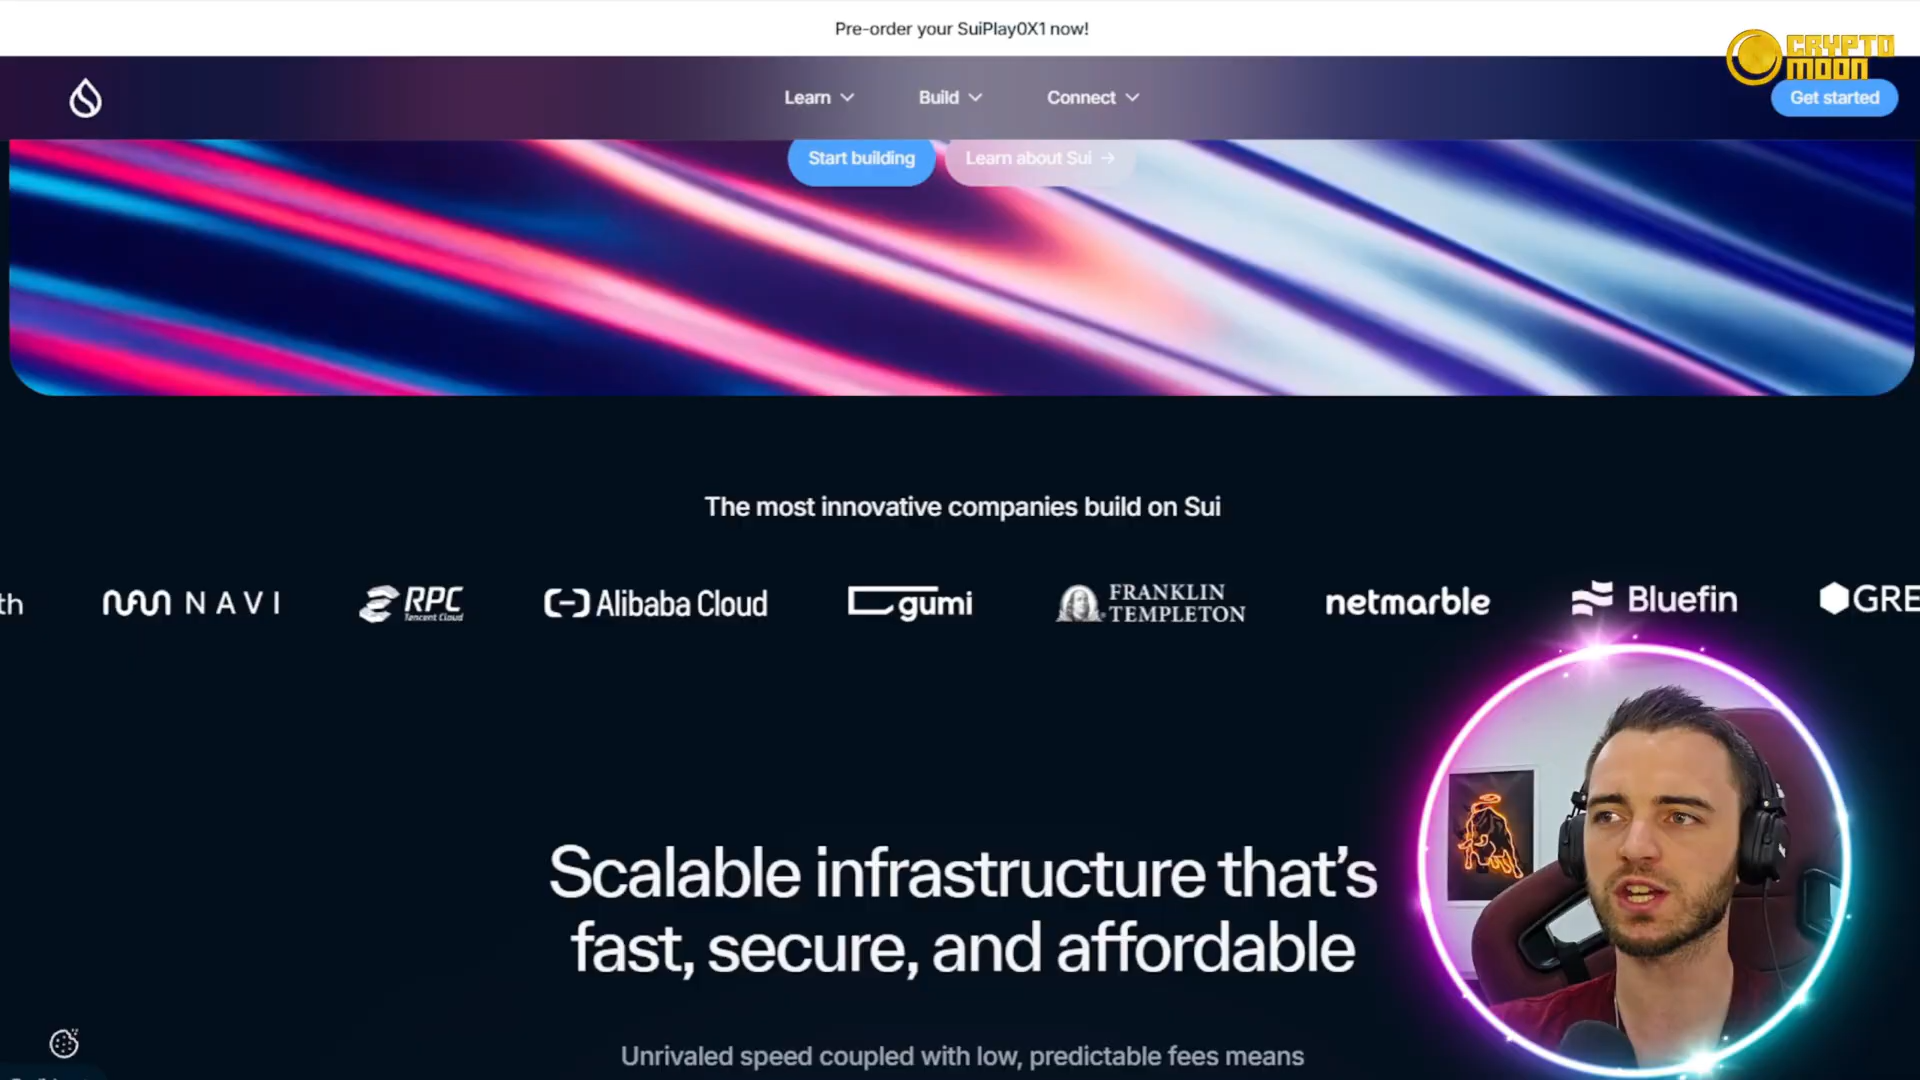 Pre-order your SuiPlay0X1 now!
CRYPTO
MOON
Learn
Build
Connect
Get started
Start building
Learn about Sui →
The most innovative companies build on Sui
th
NAVI
RPC
Tencent Cloud
Alibaba Cloud
gumi
FRANKLIN
TEMPLETON
netmarble
Bluefin
GRE
Scalable infrastructure that’s
fast, secure, and affordable
Unrivaled speed coupled with low, predictable fees means